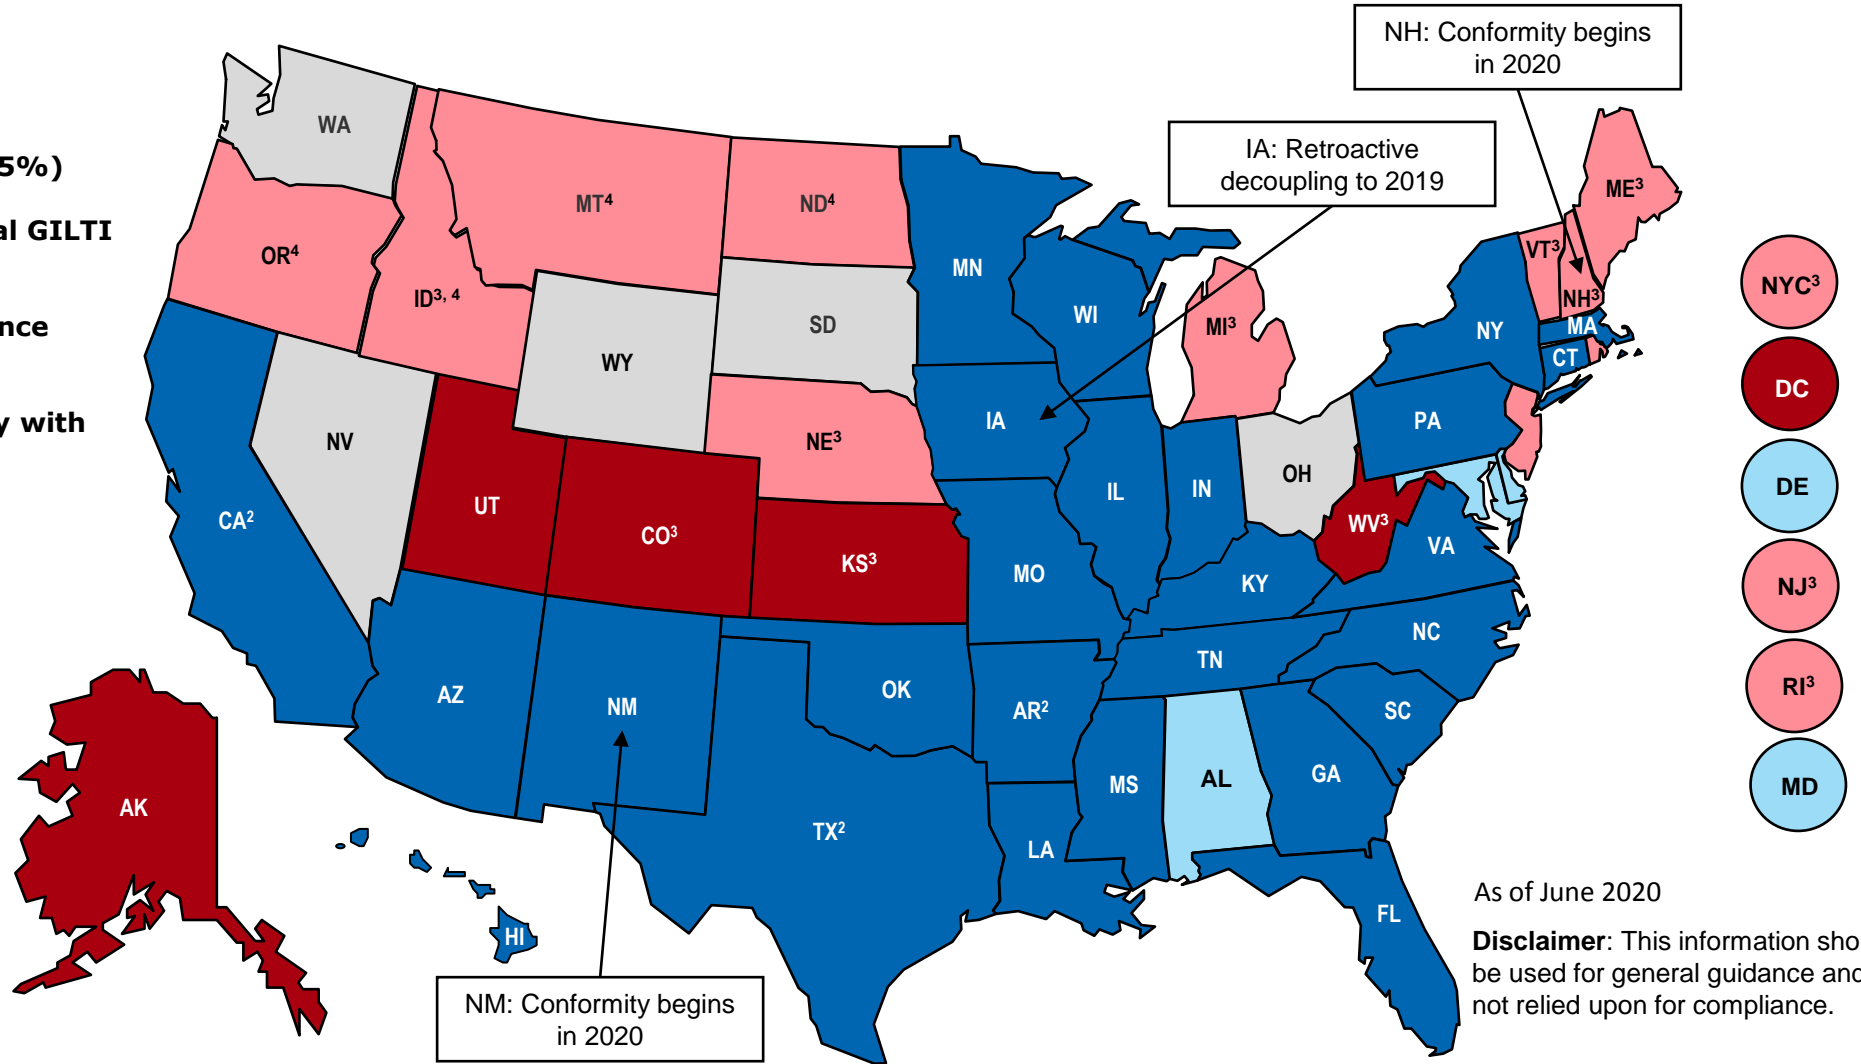 NH: Conformity begins
in 2020
IA: Retroactive
decoupling to 2019
5%)
al GILTI
nce
y with
WA
OR⁴
ID³, ⁴
MT⁴
ND⁴
MN
WI
MI³
VT³
NH³
ME³
NY
MA
CT
SD
WY
NV
NE³
IA
IL
IN
OH
PA
CA²
UT
CO³
KS³
MO
KY
WV³
VA
AZ
NM
OK
AR²
TN
NC
SC
TX²
LA
MS
AL
GA
FL
AK
HI
NYC³
DC
DE
NJ³
RI³
MD
NM: Conformity begins
in 2020
As of June 2020
Disclaimer: This information sho
be used for general guidance and
not relied upon for compliance.